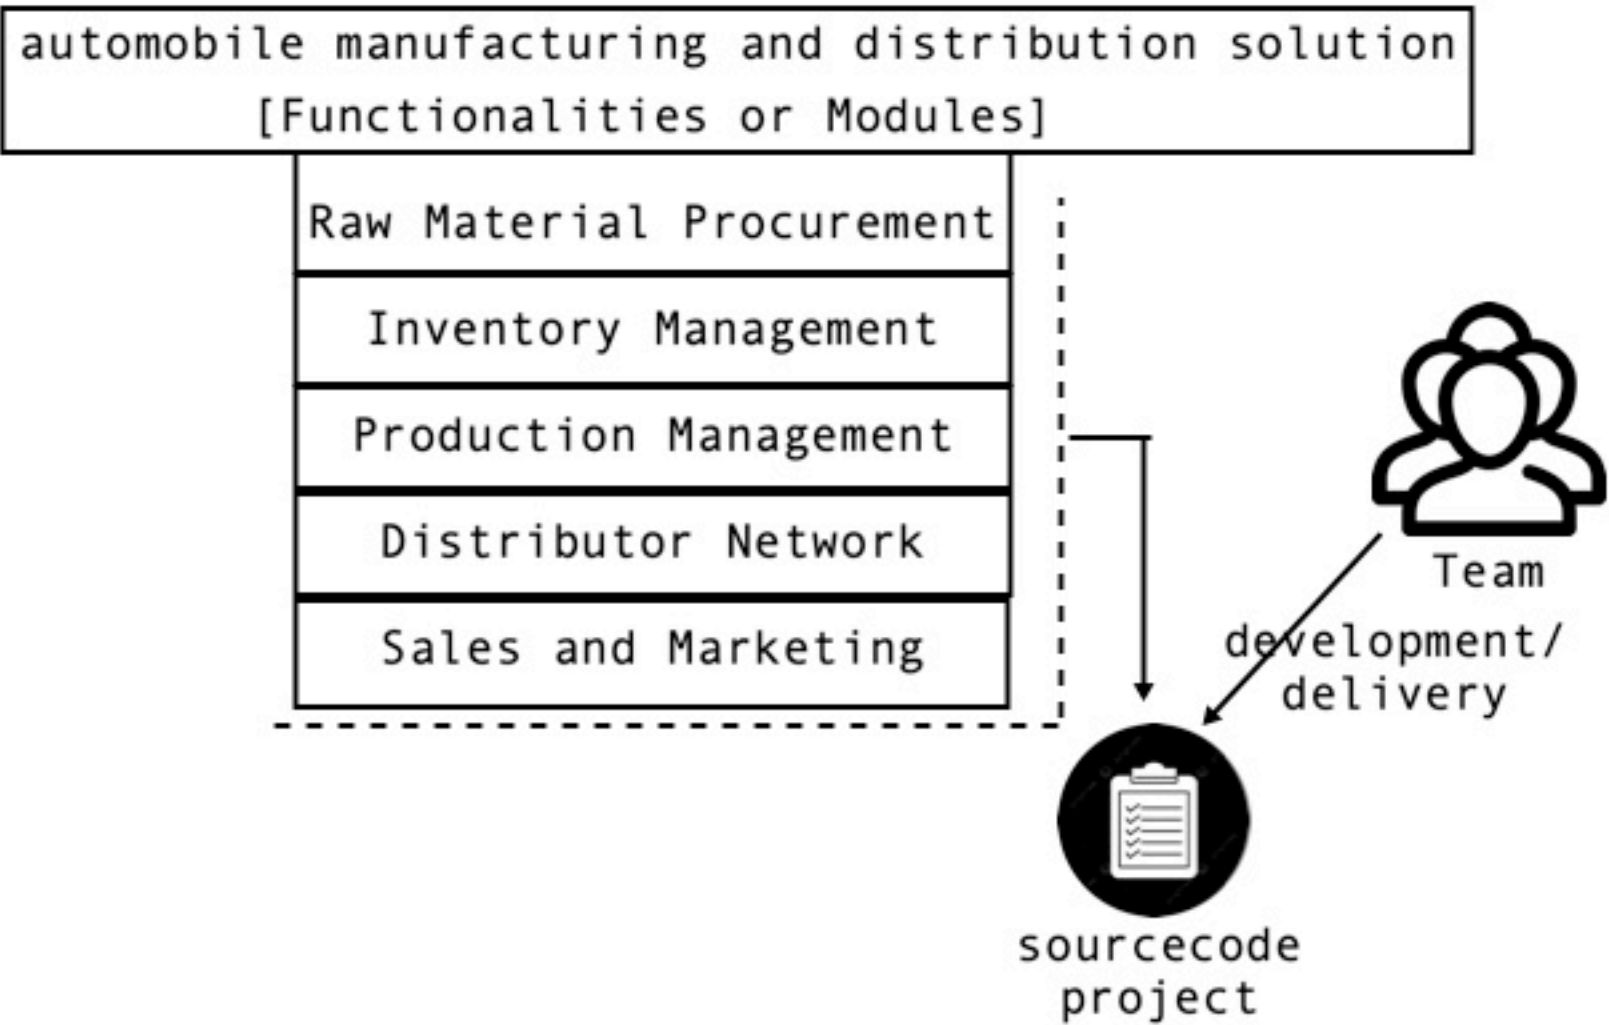 automobile manufacturing and distribution solution
[Functionalities or Modules]
Raw Material Procurement
Inventory Management
Production Management
Distributor Network
Sales and Marketing
Team
development/
delivery
sourcecode
project